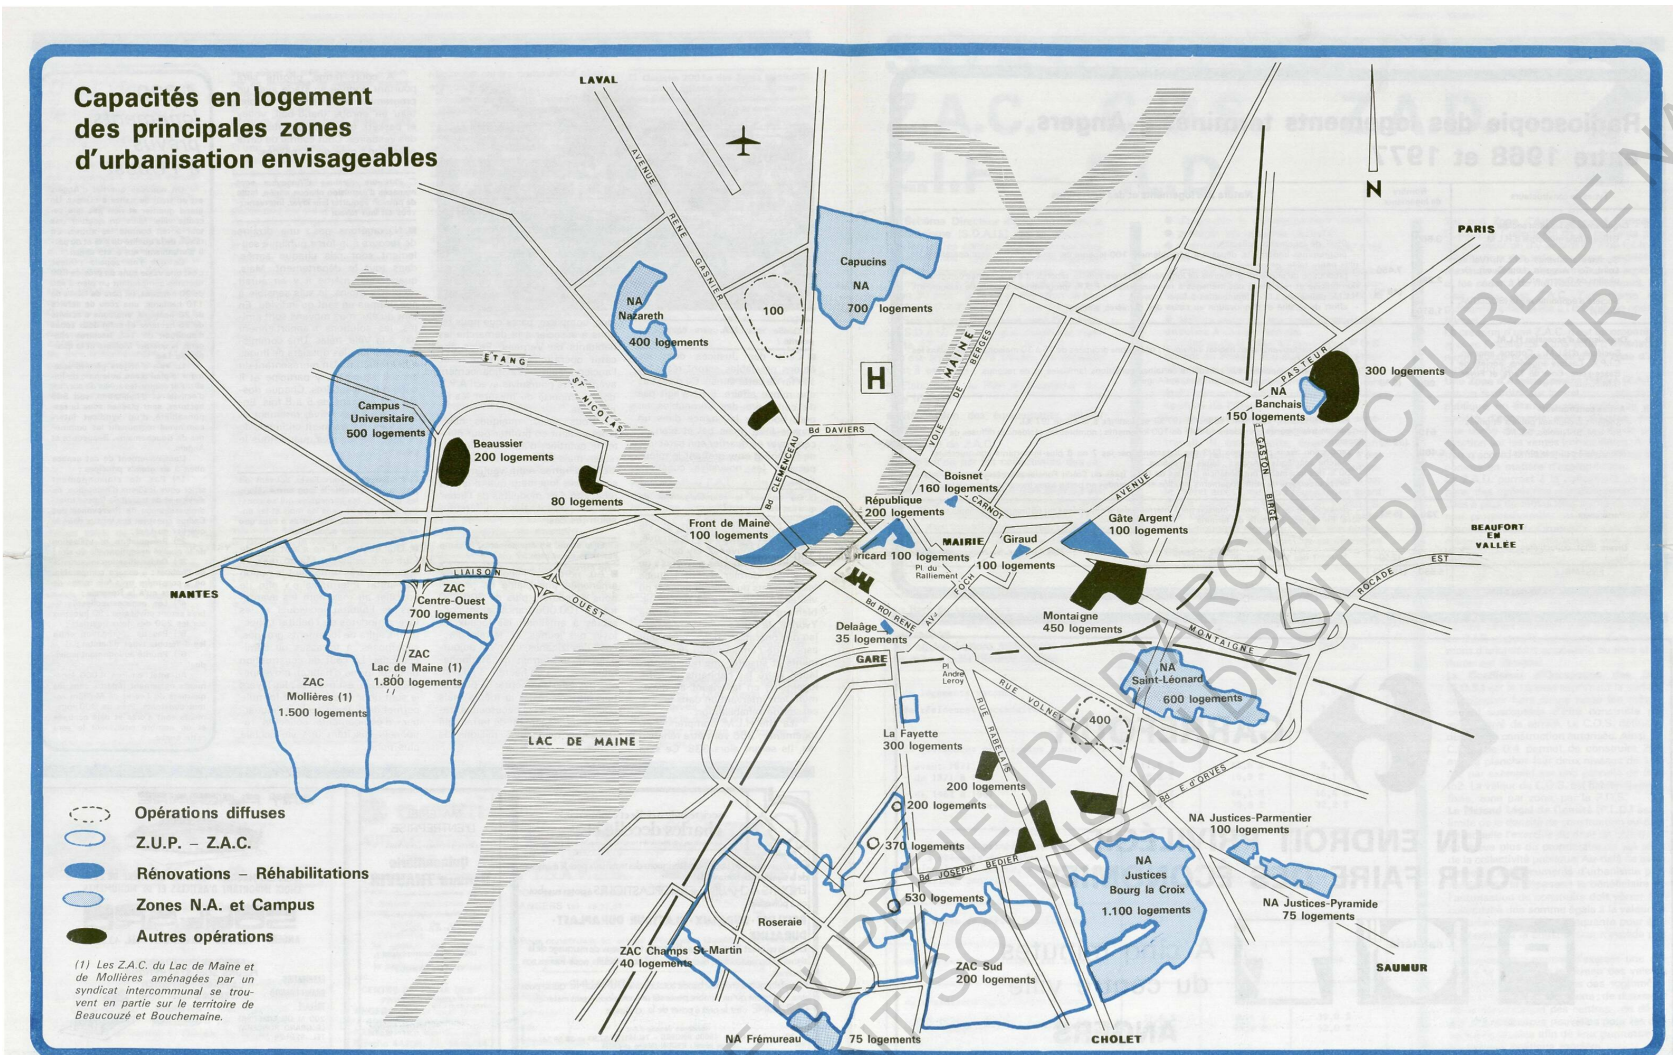 Capacités en logement
des principales zones
d'urbanisation envisageables
LAVAL
AVENUE RENE GASNIER
N
PARIS
Capucins
NA
700 logements
NA
Nazareth
400 logements
100
H
MAINE
VOIE DE BERGES
ETANG ST NICOLAS
Campus
Universitaire
500 logements
Beaussier
200 logements
80 logements
Bd DAVIERS
Bd CLEMENCEAU
AVENUE PASTEUR
300 logements
NA
Banchais
150 logements
GASTON BIRGE
Boisnet
160 logements
CARNOT
République
200 logements
Front de Maine
100 logements
MAIRIE
Giraud
100 logements
Gâte Argent
100 logements
100 logements
Pl du
Ralliement
FOCH
BEAUFORT
EN
VALLÉE
ROCADE EST
NANTES
LIAISON OUEST
ZAC
Centre-Ouest
700 logements
ZAC
Lac de Maine (1)
1.800 logements
ZAC
Mollières (1)
1.500 logements
Bd ROI RENE
Delaâge
35 logements
GARE
Montaigne
450 logements
MONTAIGNE
Pl
André
Leroy
RUE VOLNEY
RUE RABELAIS
NA
Saint-Léonard
600 logements
400
LAC DE MAINE
La Fayette
300 logements
200 logements
200 logements
370 logements
Bd E. d'ORVES
Bd JOSEPH BEDIER
530 logements
NA Justices-Parmentier
100 logements
NA
Justices
Bourg la Croix
1.100 logements
NA Justices-Pyramide
75 logements
Roseraie
ZAC Champs St-Martin
40 logements
ZAC Sud
200 logements
SAUMUR
NA Frémureau
75 logements
CHOLET
Opérations diffuses
Z.U.P. – Z.A.C.
Rénovations – Réhabilitations
Zones N.A. et Campus
Autres opérations
(1) Les Z.A.C. du Lac de Maine et
de Mollières aménagées par un
syndicat intercommunal se trou-
vent en partie sur le territoire de
Beaucouzé et Bouchemaine.